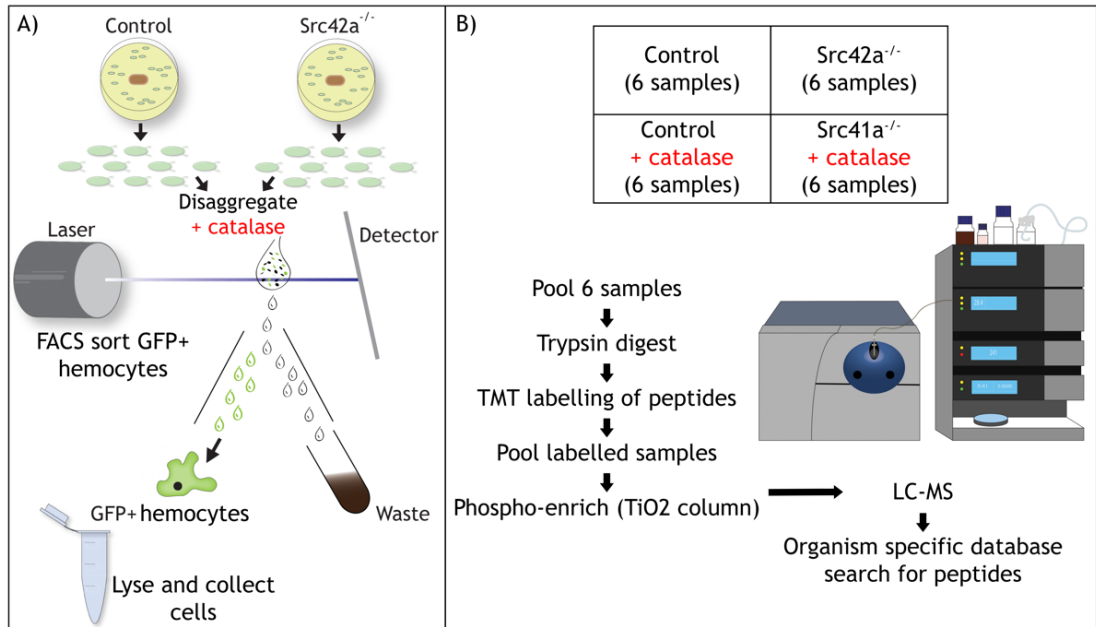 A)
Control
Src42a-/-
Disaggregate
+ catalase
Laser
Detector
FACS sort GFP+
hemocytes
GFP+ hemocytes
Waste
Lyse and collect
cells
B)
Control
(6 samples)
Src42a-/-
(6 samples)
Control
+ catalase
(6 samples)
Src41a-/-
+ catalase
(6 samples)
Pool 6 samples
Trypsin digest
TMT labelling of peptides
Pool labelled samples
Phospho-enrich (TiO2 column)
LC-MS
Organism specific database
search for peptides